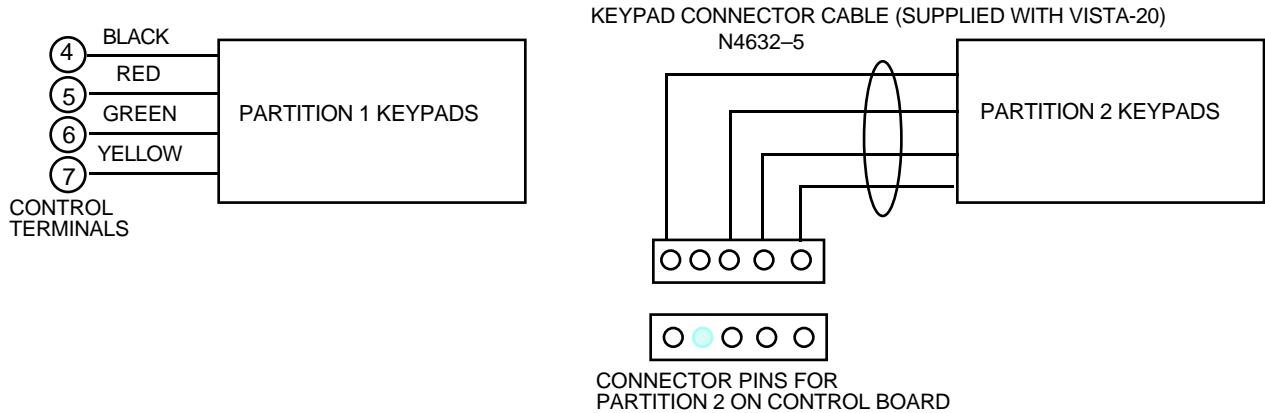 KEYPAD CONNECTOR CABLE (SUPPLIED WITH VISTA-20)
N4632–5
4
BLACK
5
RED
6
GREEN
7
YELLOW
PARTITION 1 KEYPADS
CONTROL
TERMINALS
PARTITION 2 KEYPADS
CONNECTOR PINS FOR
PARTITION 2 ON CONTROL BOARD